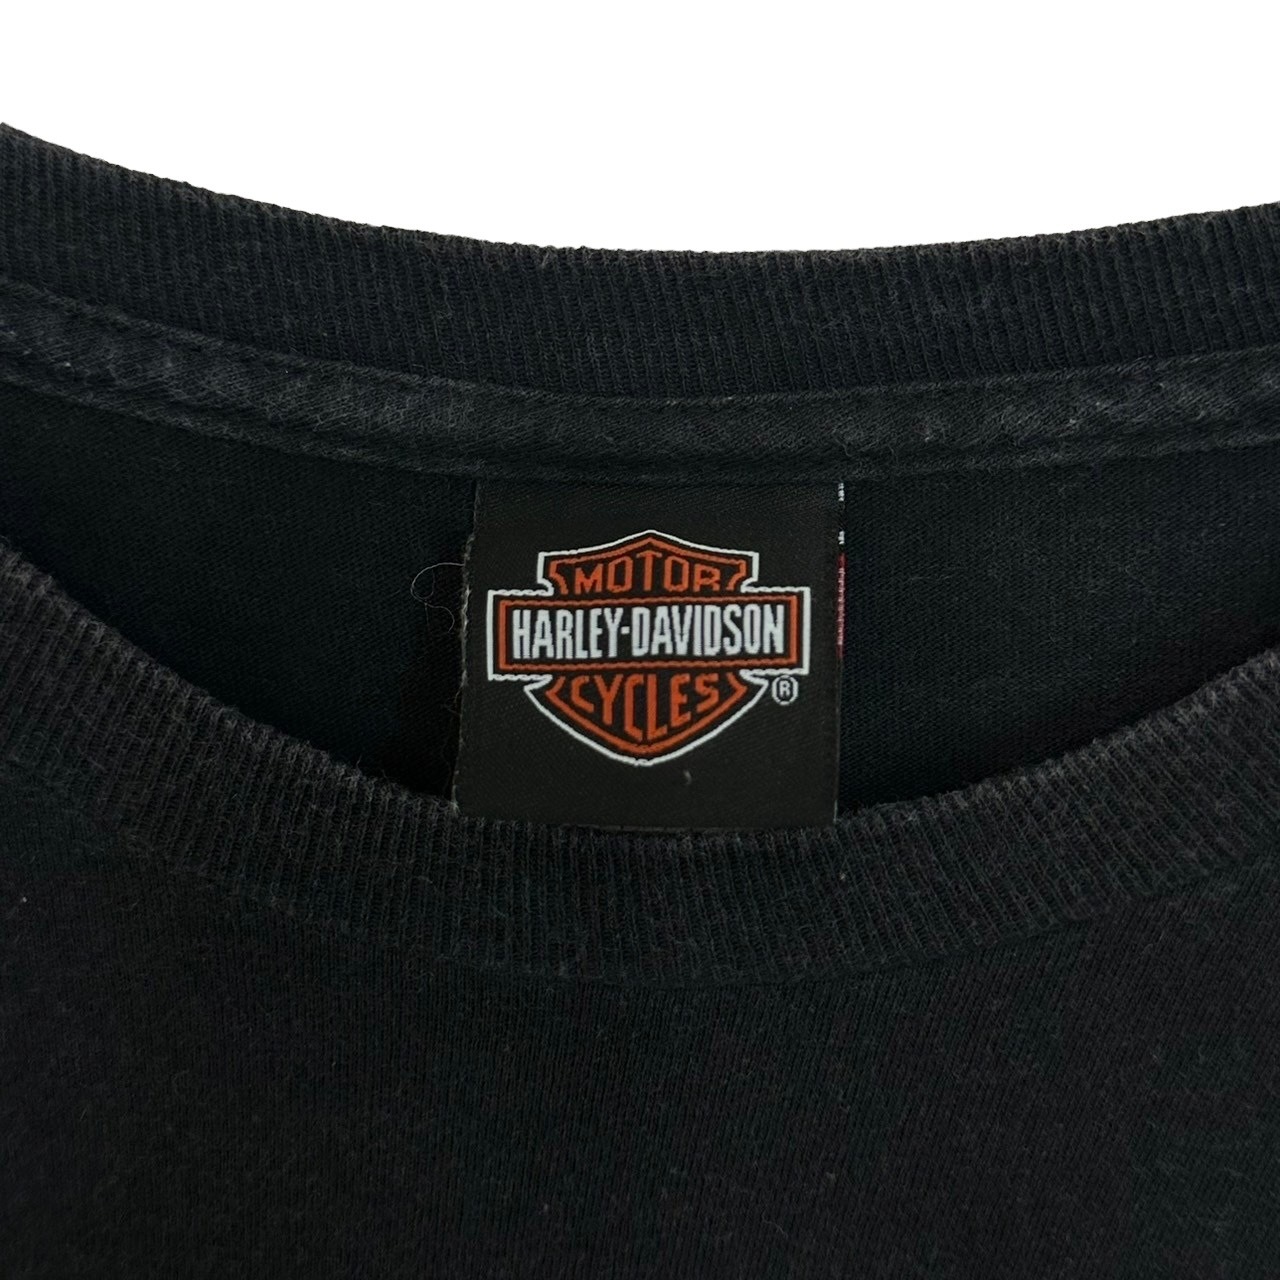 MOTOR
HARLEY-DAVIDSON
CYCLES
®